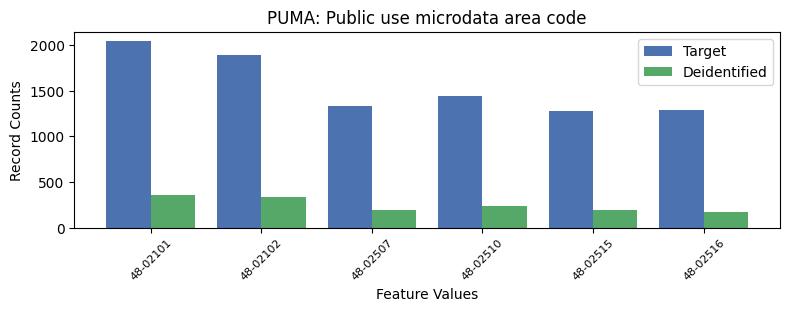 PUMA: Public use microdata area code
Record Counts
2000
1500
1000
500
0
Target
Deidentified
48-02101
48-02102
48-02507
48-02510
48-02515
48-02516
Feature Values